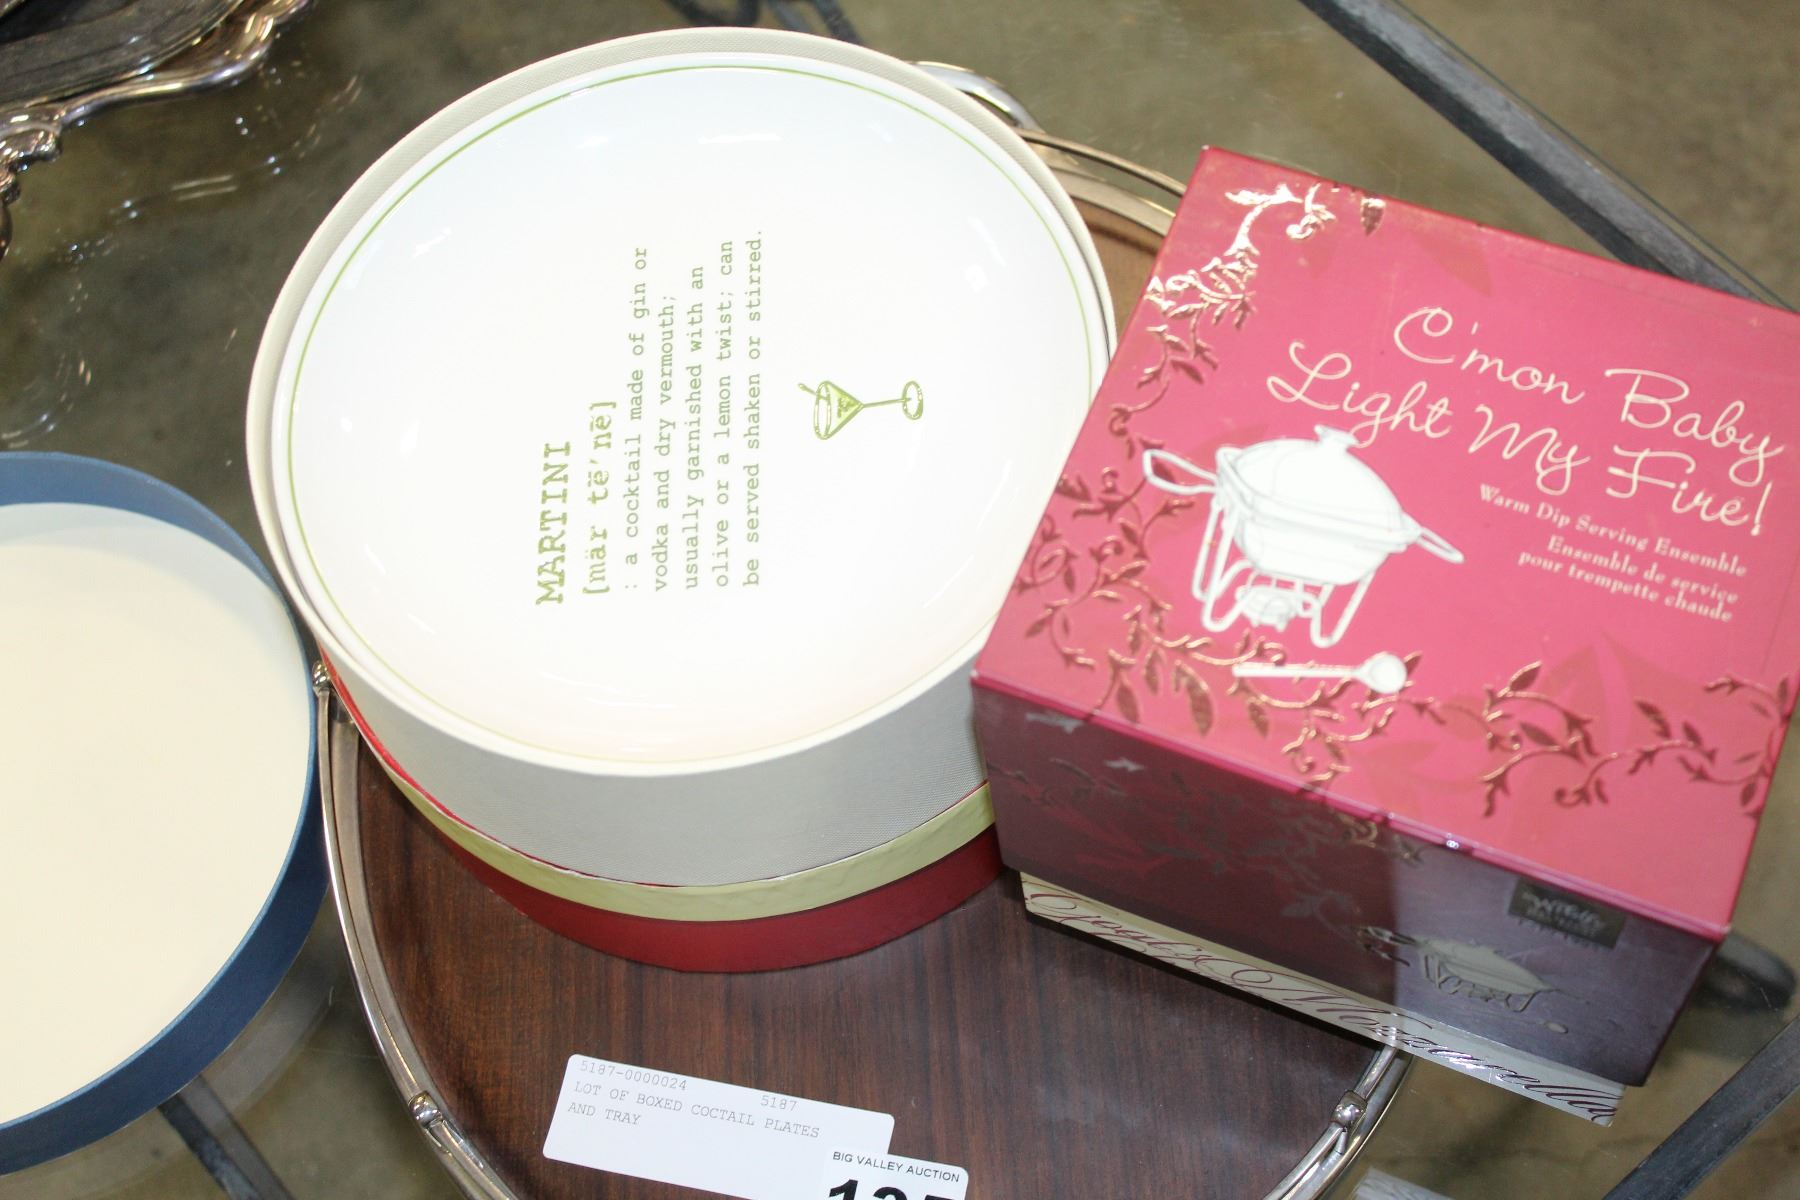 MARTINI
[mär tē′nē]
: a cocktail made of gin or
vodka and dry vermouth;
usually garnished with an
olive or a lemon twist; can
be served shaken or stirred.
C'mon Baby
Light My Fire!
Warm Dip Serving Ensemble
Ensemble de service
pour trempette chaude
5187-0000024
5187
LOT OF BOXED COCTAIL PLATES
AND TRAY
BIG VALLEY AUCTION